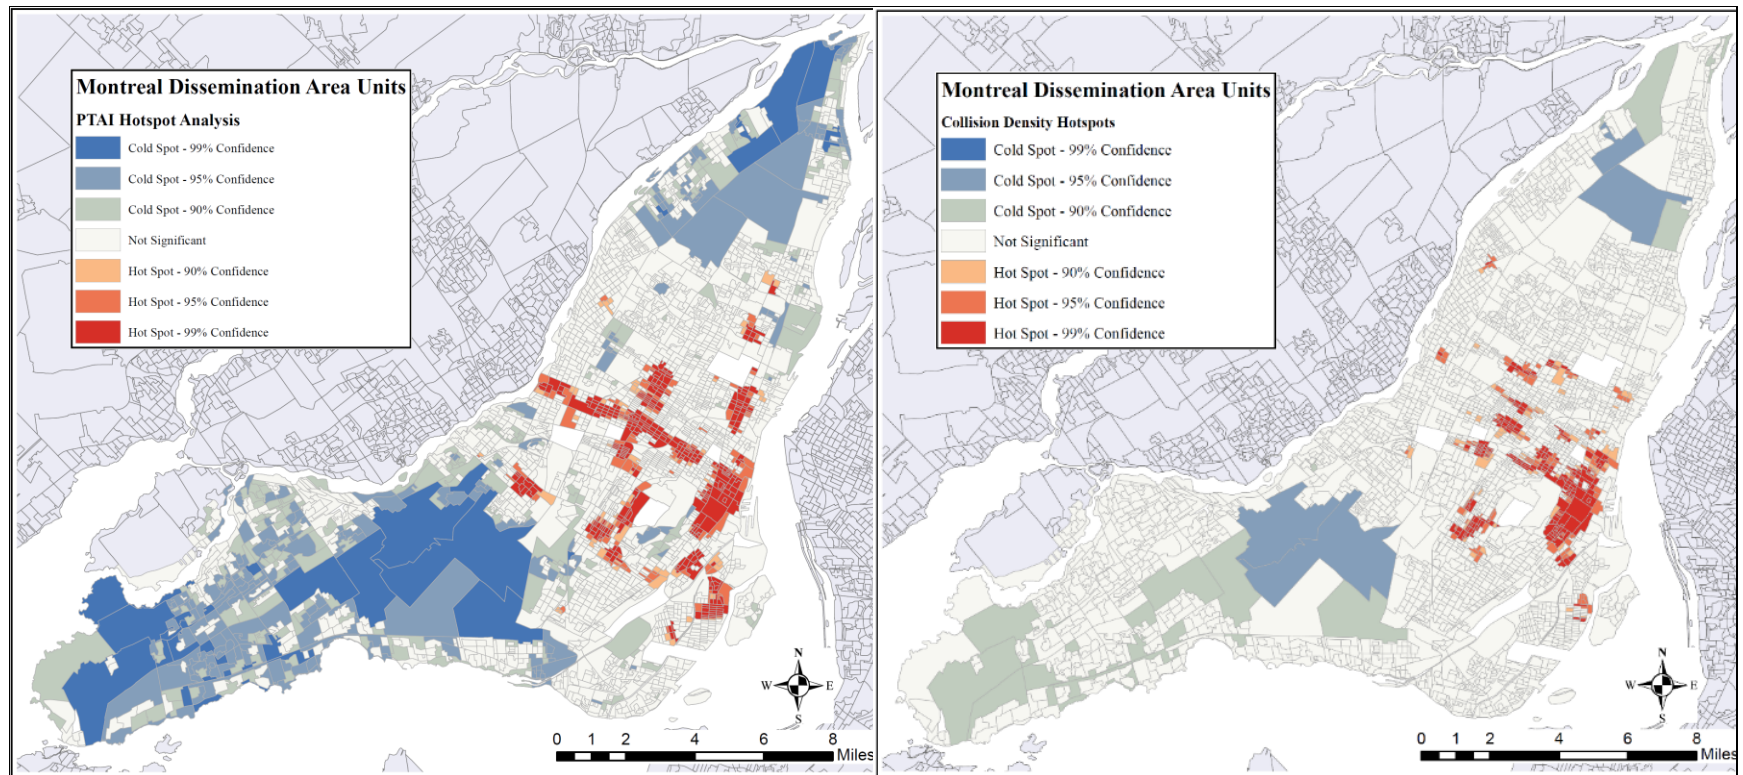 Montreal Dissemination Area Units
PTAI Hotspot Analysis
Cold Spot - 99% Confidence
Cold Spot - 95% Confidence
Cold Spot - 90% Confidence
Not Significant
Hot Spot - 90% Confidence
Hot Spot - 95% Confidence
Hot Spot - 99% Confidence
N
W E
S
0 1 2 4 6 8
Miles
Montreal Dissemination Area Units
Collision Density Hotspots
Cold Spot - 99% Confidence
Cold Spot - 95% Confidence
Cold Spot - 90% Confidence
Not Significant
Hot Spot - 90% Confidence
Hot Spot - 95% Confidence
Hot Spot - 99% Confidence
N
W E
S
0 1 2 4 6 8
Miles